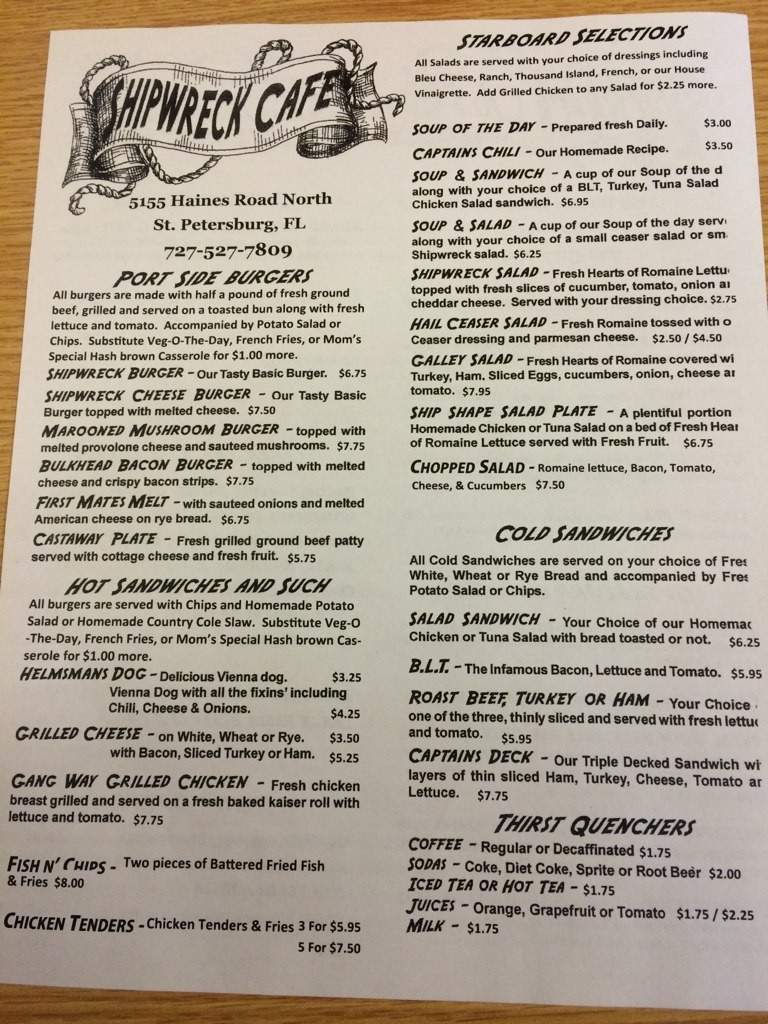 SHIPWRECK CAFE
5155 Haines Road North
St. Petersburg, FL
727-527-7809
PORT SIDE BURGERS
All burgers are made with half a pound of fresh ground
beef, grilled and served on a toasted bun along with fresh
lettuce and tomato. Accompanied by Potato Salad or
Chips. Substitute Veg-O-The-Day, French Fries, or Mom's
Special Hash brown Casserole for $1.00 more.
SHIPWRECK BURGER - Our Tasty Basic Burger. $6.75
SHIPWRECK CHEESE BURGER - Our Tasty Basic
Burger topped with melted cheese. $7.50
MAROONED MUSHROOM BURGER - topped with
melted provolone cheese and sauteed mushrooms. $7.75
BULKHEAD BACON BURGER - topped with melted
cheese and crispy bacon strips. $7.75
FIRST MATES MELT - with sauteed onions and melted
American cheese on rye bread. $6.75
CASTAWAY PLATE - Fresh grilled ground beef patty
served with cottage cheese and fresh fruit. $5.75
HOT SANDWICHES AND SUCH
All burgers are served with Chips and Homemade Potato
Salad or Homemade Country Cole Slaw. Substitute Veg-O
-The-Day, French Fries, or Mom's Special Hash brown Cas-
serole for $1.00 more.
HELMSMANS DOG - Delicious Vienna dog. $3.25
Vienna Dog with all the fixins' including
Chili, Cheese & Onions. $4.25
GRILLED CHEESE - on White, Wheat or Rye. $3.50
with Bacon, Sliced Turkey or Ham. $5.25
GANG WAY GRILLED CHICKEN - Fresh chicken
breast grilled and served on a fresh baked kaiser roll with
lettuce and tomato. $7.75
FISH N' CHIPS - Two pieces of Battered Fried Fish
& Fries $8.00
CHICKEN TENDERS - Chicken Tenders & Fries 3 For $5.95
5 For $7.50
STARBOARD SELECTIONS
All Salads are served with your choice of dressings including
Bleu Cheese, Ranch, Thousand Island, French, or our House
Vinaigrette. Add Grilled Chicken to any Salad for $2.25 more.
SOUP OF THE DAY - Prepared fresh Daily. $3.00
CAPTAINS CHILI - Our Homemade Recipe. $3.50
SOUP & SANDWICH - A cup of our Soup of the d
along with your choice of a BLT, Turkey, Tuna Salad
Chicken Salad sandwich. $6.95
SOUP & SALAD - A cup of our Soup of the day serv
along with your choice of a small ceaser salad or sm
Shipwreck salad. $6.25
SHIPWRECK SALAD - Fresh Hearts of Romaine Lettu
topped with fresh slices of cucumber, tomato, onion a
cheddar cheese. Served with your dressing choice. $2.75
HAIL CEASER SALAD - Fresh Romaine tossed with o
Ceaser dressing and parmesan cheese. $2.50 / $4.50
GALLEY SALAD - Fresh Hearts of Romaine covered wi
Turkey, Ham. Sliced Eggs, cucumbers, onion, cheese a
tomato. $7.95
SHIP SHAPE SALAD PLATE - A plentiful portion
Homemade Chicken or Tuna Salad on a bed of Fresh Hear
of Romaine Lettuce served with Fresh Fruit. $6.75
CHOPPED SALAD - Romaine lettuce, Bacon, Tomato,
Cheese, & Cucumbers $7.50
COLD SANDWICHES
All Cold Sandwiches are served on your choice of Fres
White, Wheat or Rye Bread and accompanied by Fres
Potato Salad or Chips.
SALAD SANDWICH - Your Choice of our Homemac
Chicken or Tuna Salad with bread toasted or not. $6.25
B.L.T. - The Infamous Bacon, Lettuce and Tomato. $5.95
ROAST BEEF, TURKEY OR HAM - Your Choice
one of the three, thinly sliced and served with fresh lettuc
and tomato. $5.95
CAPTAINS DECK - Our Triple Decked Sandwich wi
layers of thin sliced Ham, Turkey, Cheese, Tomato a
Lettuce. $7.75
THIRST QUENCHERS
COFFEE - Regular or Decaffinated $1.75
SODAS - Coke, Diet Coke, Sprite or Root Beer $2.00
ICED TEA OR HOT TEA - $1.75
JUICES - Orange, Grapefruit or Tomato $1.75 / $2.25
MILK - $1.75